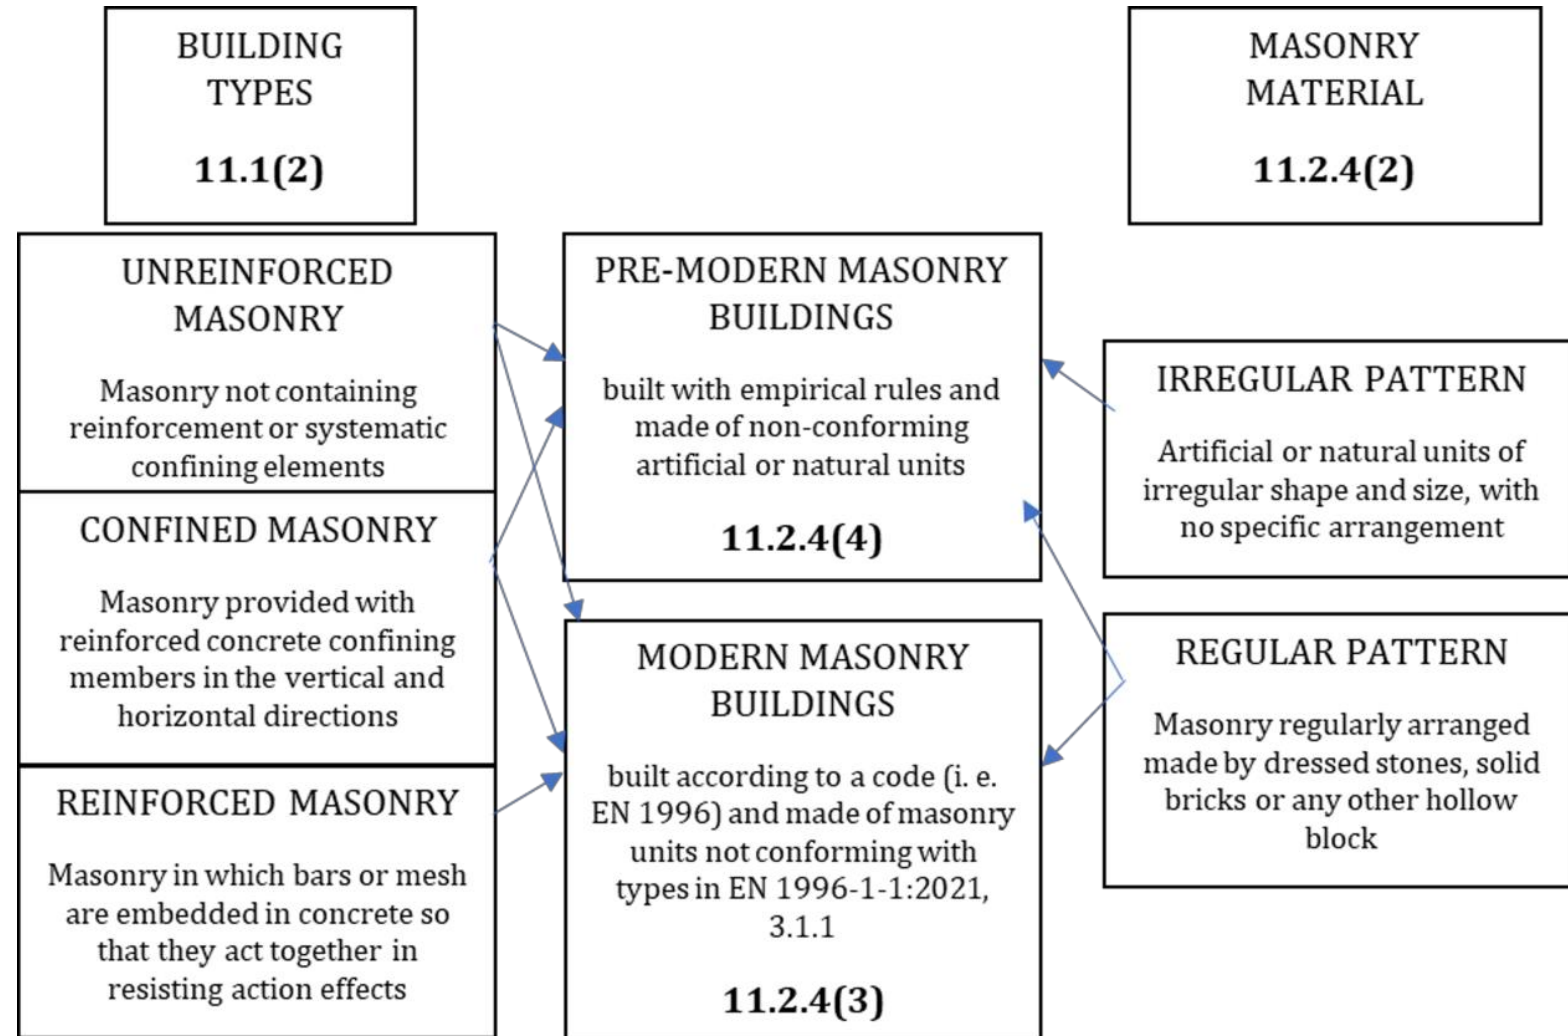 BUILDING
TYPES
11.1(2)
UNREINFORCED
MASONRY
Masonry not containing
reinforcement or systematic
confining elements
CONFINED MASONRY
Masonry provided with
reinforced concrete confining
members in the vertical and
horizontal directions
REINFORCED MASONRY
Masonry in which bars or mesh
are embedded in concrete so
that they act together in
resisting action effects
PRE-MODERN MASONRY
BUILDINGS
built with empirical rules and
made of non-conforming
artificial or natural units
11.2.4(4)
MODERN MASONRY
BUILDINGS
built according to a code (i. e.
EN 1996) and made of masonry
units not conforming with
types in EN 1996-1-1:2021,
3.1.1
11.2.4(3)
MASONRY
MATERIAL
11.2.4(2)
IRREGULAR PATTERN
Artificial or natural units of
irregular shape and size, with
no specific arrangement
REGULAR PATTERN
Masonry regularly arranged
made by dressed stones, solid
bricks or any other hollow
block